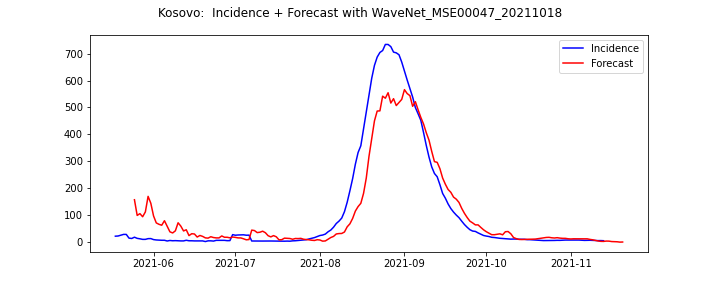 Kosovo:  Incidence + Forecast with WaveNet_MSE00047_20211018
Incidence
Forecast
700
600
500
400
300
200
100
0
2021-06 2021-07 2021-08 2021-09 2021-10 2021-11